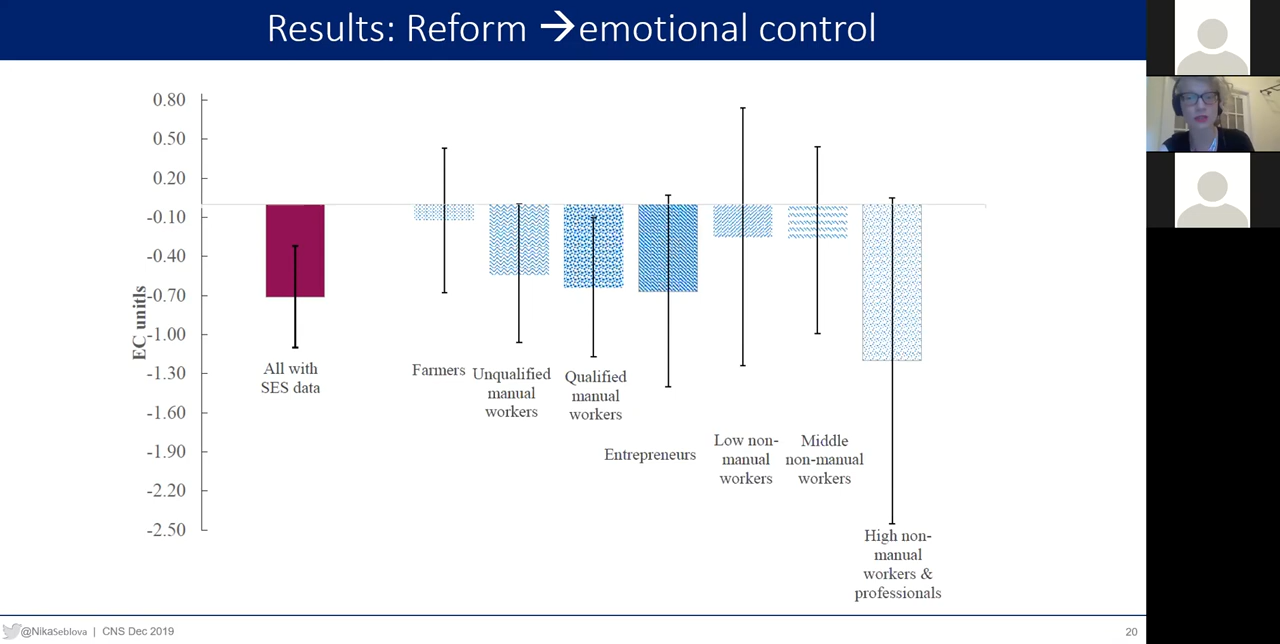 Results: Reform → emotional control
0.80
0.50
0.20
-0.10
-0.40
-0.70
-1.00
-1.30
-1.60
-1.90
-2.20
-2.50
EC unitls
All with
SES data
Farmers
Unqualified
manual
workers
Qualified
manual
workers
Entrepreneurs
Low non-
manual
workers
Middle
non-manual
workers
High non-
manual
workers &
professionals
@NikaSeblova | CNS Dec 2019
20